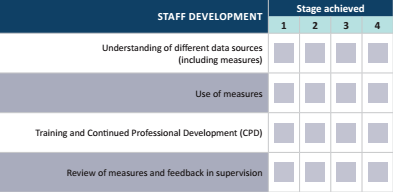 STAFF DEVELOPMENT
Stage achieved
1 2 3 4
Understanding of different data sources
(including measures)
Use of measures
Training and Continued Professional Development (CPD)
Review of measures and feedback in supervision